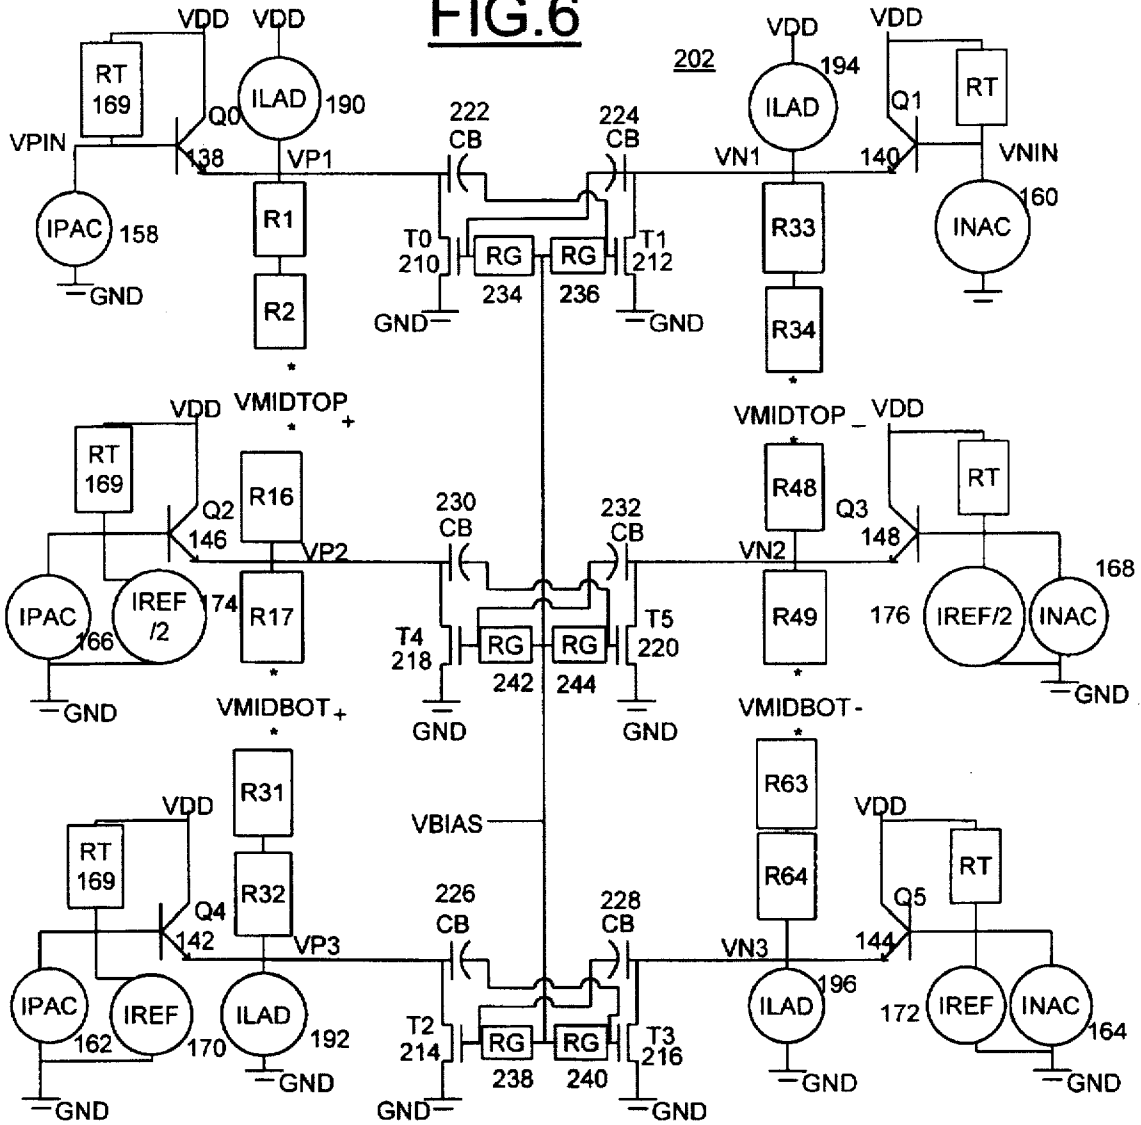 FIG.6
VDD VDD VDD VDD
202
RT
169
Q0
ILAD
190
222
CB
224
CB
ILAD
194
Q1
RT
VPIN
138
VP1
VN1
140
VNIN
IPAC
158
R1
R33
160
INAC
T0
210
RG
234
RG
236
T1
212
GND
R2
GND
GND
R34
*
*
VMIDTOP
+
*
VMIDTOP
_
*
VDD
VDD
RT
169
Q2
146
R16
230
CB
232
CB
R48
Q3
148
RT
VP2
VN2
IPAC
166
IREF
/2
174
R17
T4
218
RG
242
RG
244
T5
220
R49
176
IREF/2
INAC
168
GND
*
VMIDBOT
+
*
GND
GND
*
VMIDBOT
-
*
GND
VDD
R31
VBIAS
R63
VDD
RT
169
R32
226
CB
228
CB
R64
RT
Q4
142
VP3
VN3
Q5
144
IPAC
162
IREF
170
ILAD
192
T2
214
RG
238
RG
240
T3
216
ILAD
196
172
IREF
INAC
164
GND
GND
GND
GND
GND
GND